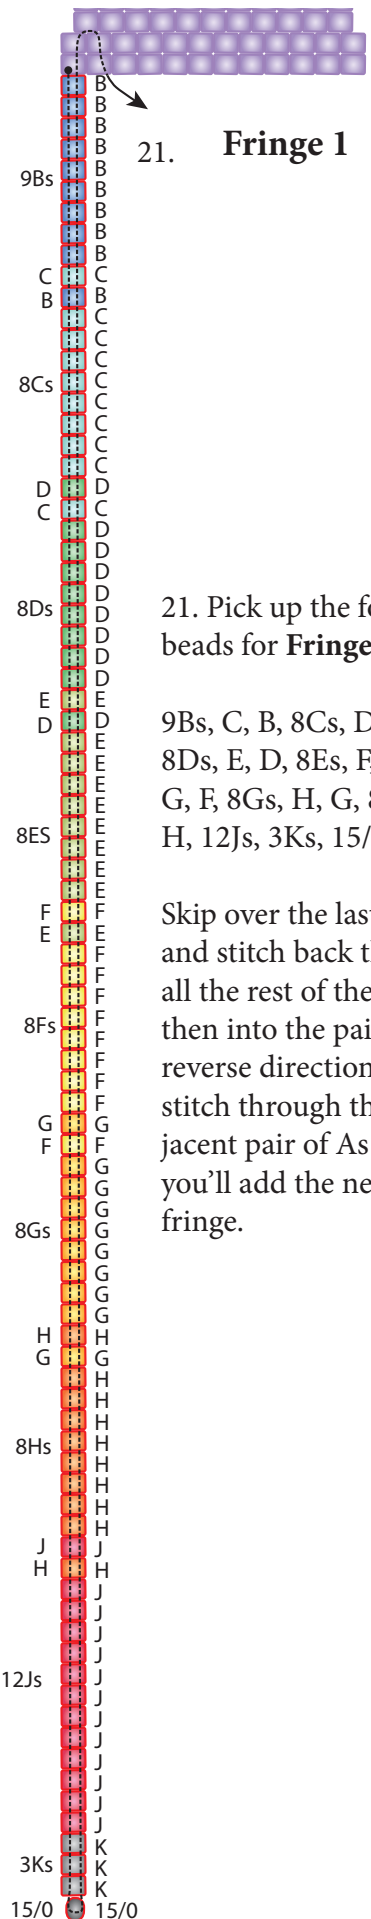 21.
Fringe 1
9Bs
C
B
8Cs
D
C
8Ds
E
D
8ES
F
E
8Fs
G
F
8Gs
H
G
8Hs
J
H
12Js
3Ks
15/0
B
B
B
B
B
B
B
B
B
C
B
C
C
C
C
C
C
C
C
D
C
D
D
D
D
D
D
D
D
E
D
E
E
E
E
E
E
E
E
F
E
F
F
F
F
F
F
F
F
G
F
G
G
G
G
G
G
G
G
H
G
H
H
H
H
H
H
H
H
J
H
J
J
J
J
J
J
J
J
J
J
J
J
K
K
K
15/0
21. Pick up the
beads for Fringe
9Bs, C, B, 8Cs, D
8Ds, E, D, 8Es, F,
G, F, 8Gs, H, G,
H, 12Js, 3Ks, 15/
Skip over the las
and stitch back t
all the rest of the
then into the pai
reverse direction
stitch through th
jacent pair of As
you'll add the ne
fringe.